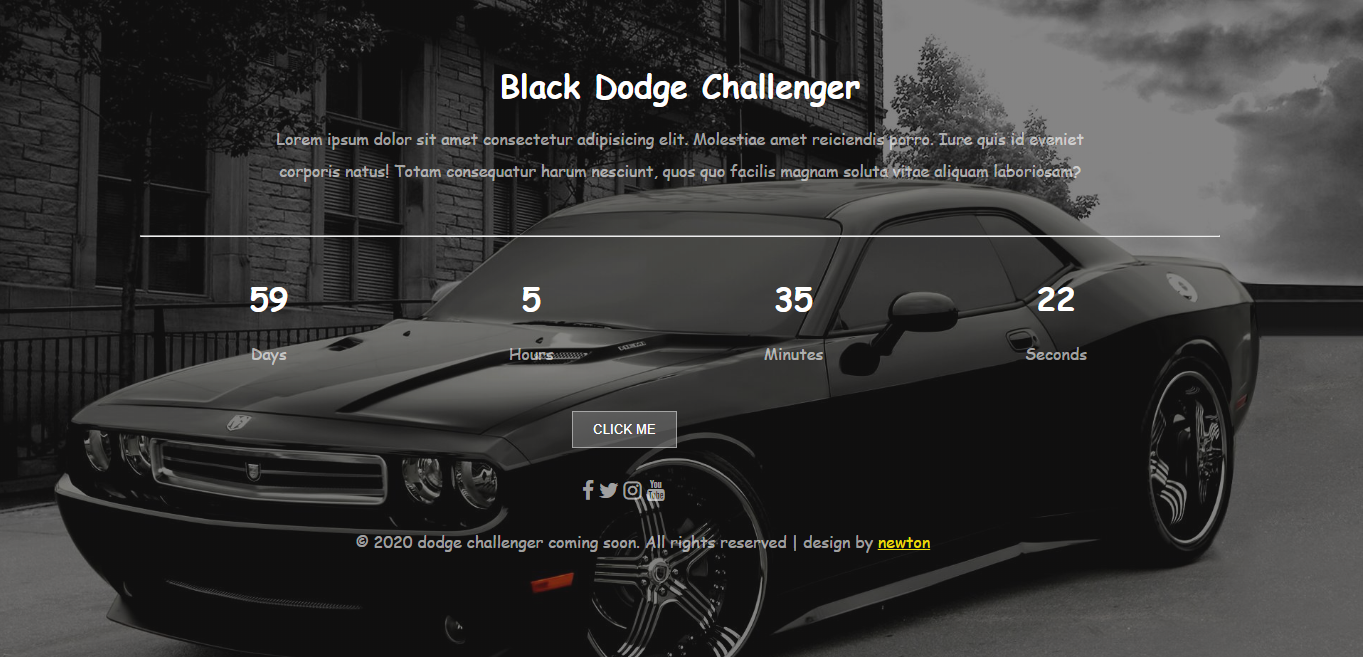 Black Dodge Challenger
Lorem ipsum dolor sit amet consectetur adipisicing elit. Molestiae amet reiciendis porro. Iure quis id eveniet
corporis natus! Totam consequatur harum nesciunt, quos quo facilis magnam soluta vitae aliquam laboriosam?
59 5 35 22
Days Hours Minutes Seconds
CLICK ME
You
Tube
© 2020 dodge challenger coming soon. All rights reserved | design by newton